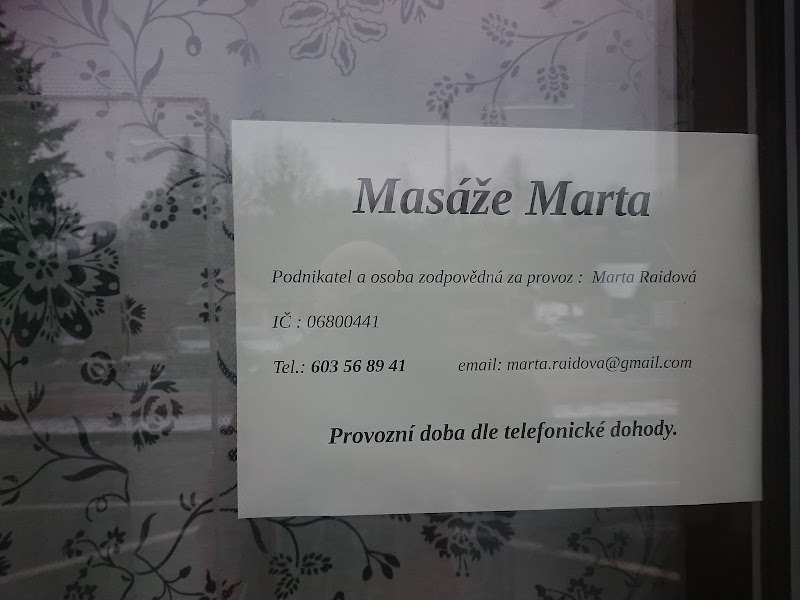 Masáže Marta
Podnikatel a osoba zodpovědná za provoz : Marta Raidová
IČ : 06800441
Tel.: 603 56 89 41 email: marta.raidova@gmail.com
Provozní doba dle telefonické dohody.